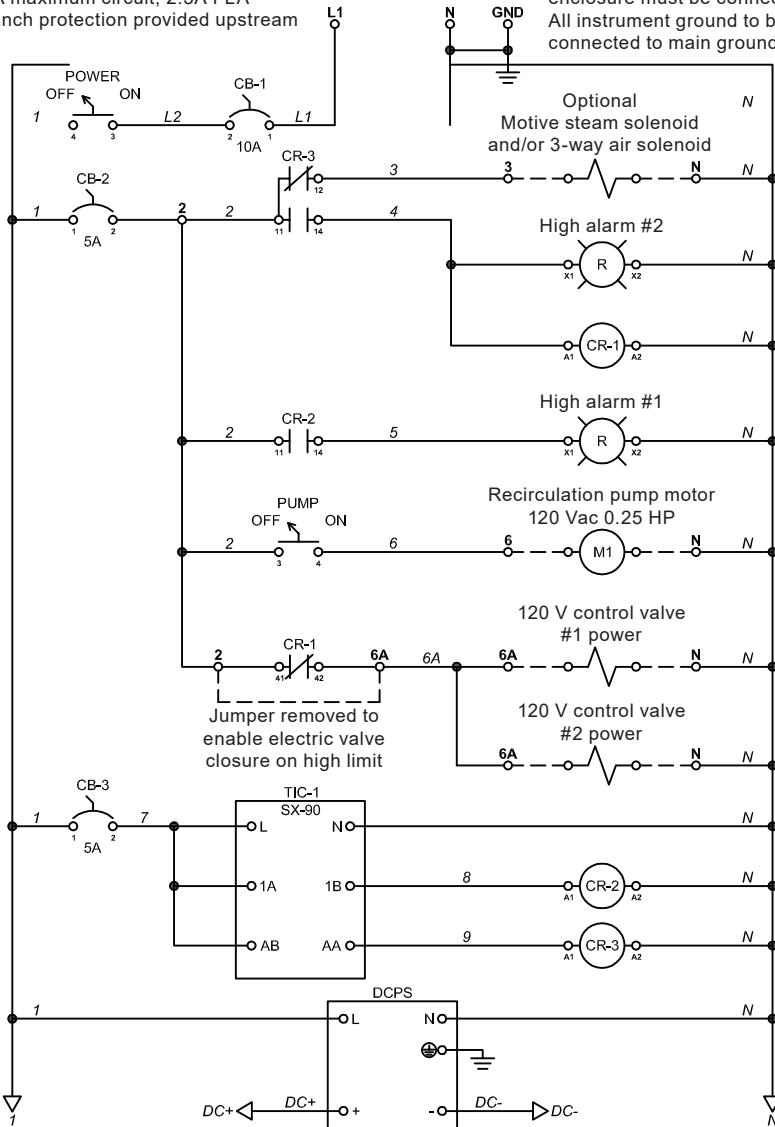 A maximum circuit, 2.5A FLA
enclosure must be connec
anch protection provided upstream
All instrument ground to b
connected to main ground
L1
N
GND
POWER
OFF ON
CB-1
1
L2
L1
4 3
2 1
10A
Optional
Motive steam solenoid
and/or 3-way air solenoid
N
CR-3
12
3
3
N
N
CB-2
1
1 2
5A
2
2
11 14
4
High alarm #2
R
X1 X2
N
CR-1
A1 A2
N
High alarm #1
CR-2
2
11 14
5
R
X1 X2
N
PUMP
OFF ON
2
3 4
6
Recirculation pump motor
120 Vac 0.25 HP
6
M1
N
N
2
CR-1
41 42
6A
6A
120 V control valve
#1 power
6A
N
N
Jumper removed to
enable electric valve
closure on high limit
120 V control valve
#2 power
6A
N
N
CB-3
1
1 2
5A
7
TIC-1
SX-90
L N
N
1A 1B
8
CR-2
A1 A2
N
AB AA
9
CR-3
A1 A2
N
DCPS
1
L N
N
DC+ DC+ + - DC- DC-
1
N